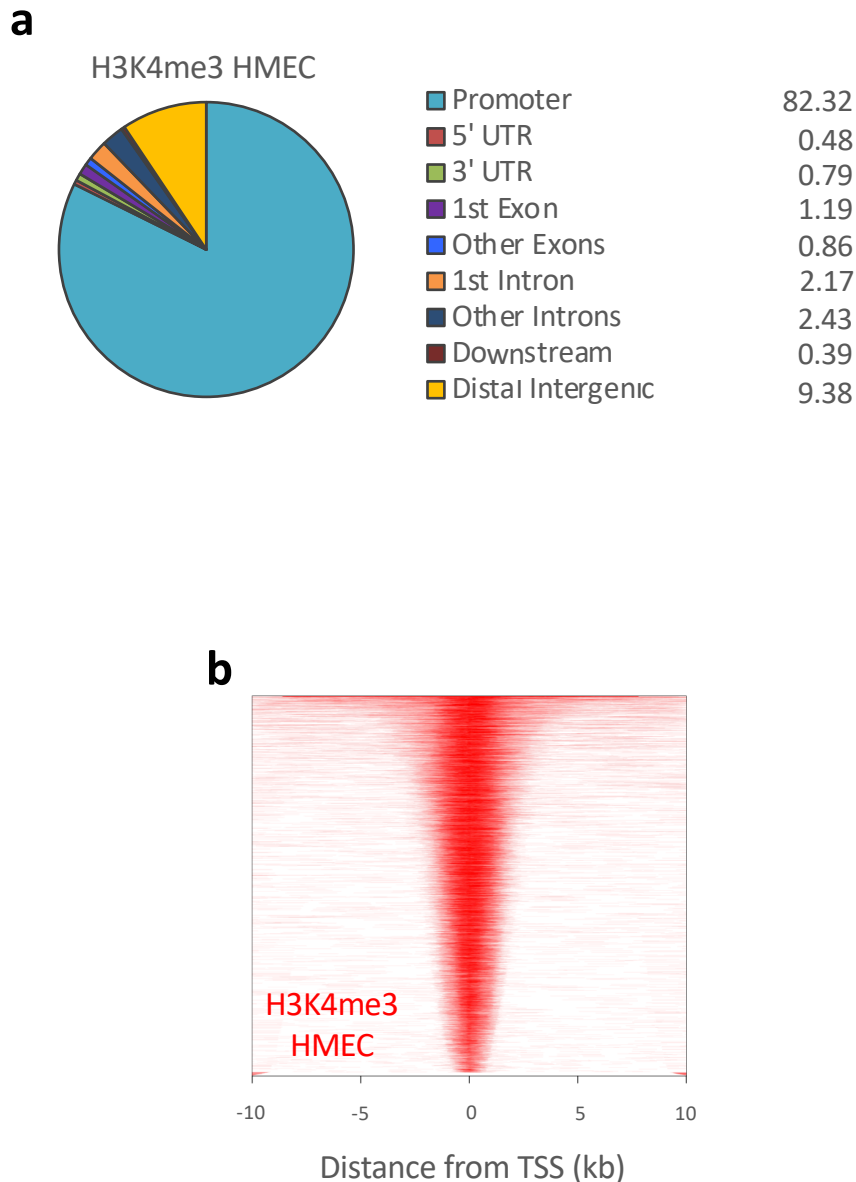 a
H3K4me3 HMEC
Promoter 82.32
5' UTR 0.48
3' UTR 0.79
1st Exon 1.19
Other Exons 0.86
1st Intron 2.17
Other Introns 2.43
Downstream 0.39
Distal Intergenic 9.38
b
H3K4me3
HMEC
-10 -5 0 5 10
Distance from TSS (kb)